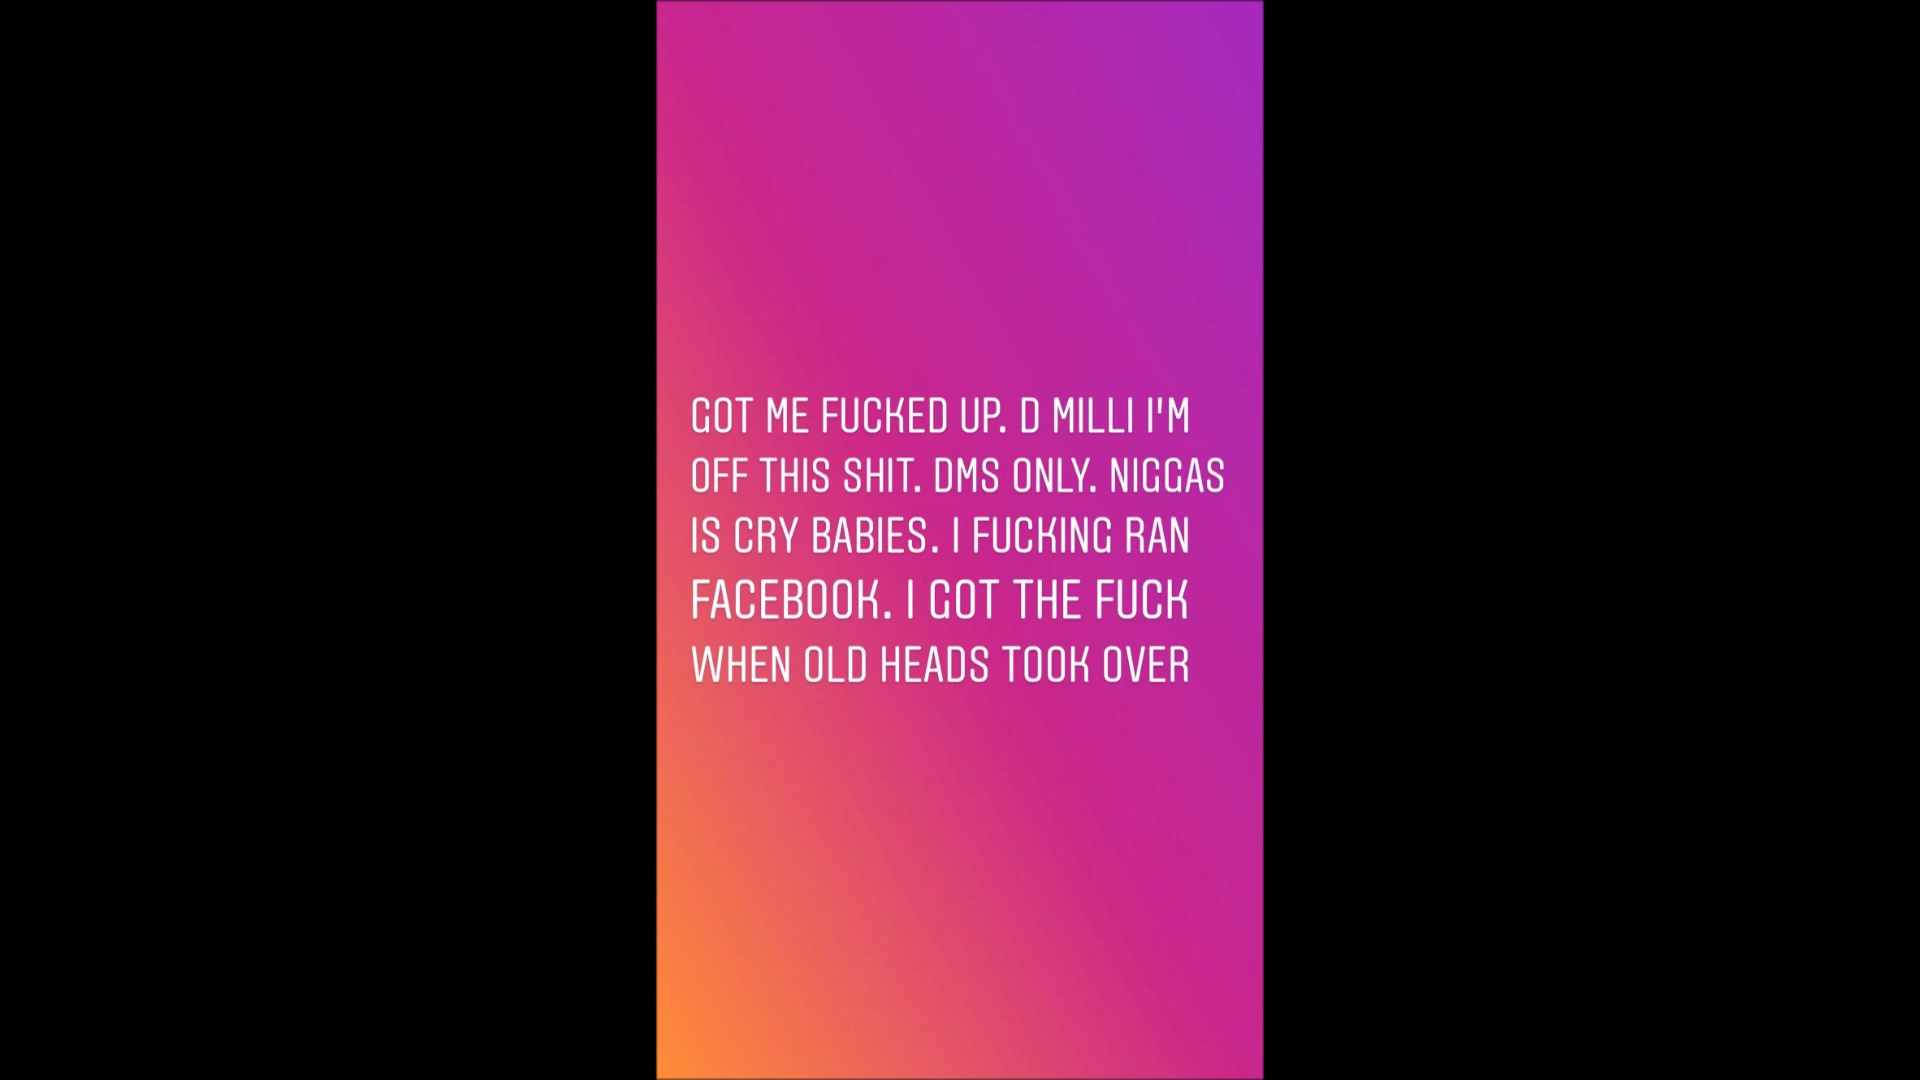 GOT ME FUCKED UP. D MILLI I'M
OFF THIS SHIT. DMS ONLY. NIGGAS
IS CRY BABIES. I FUCKING RAN
FACEBOOK. I GOT THE FUCK
WHEN OLD HEADS TOOK OVER